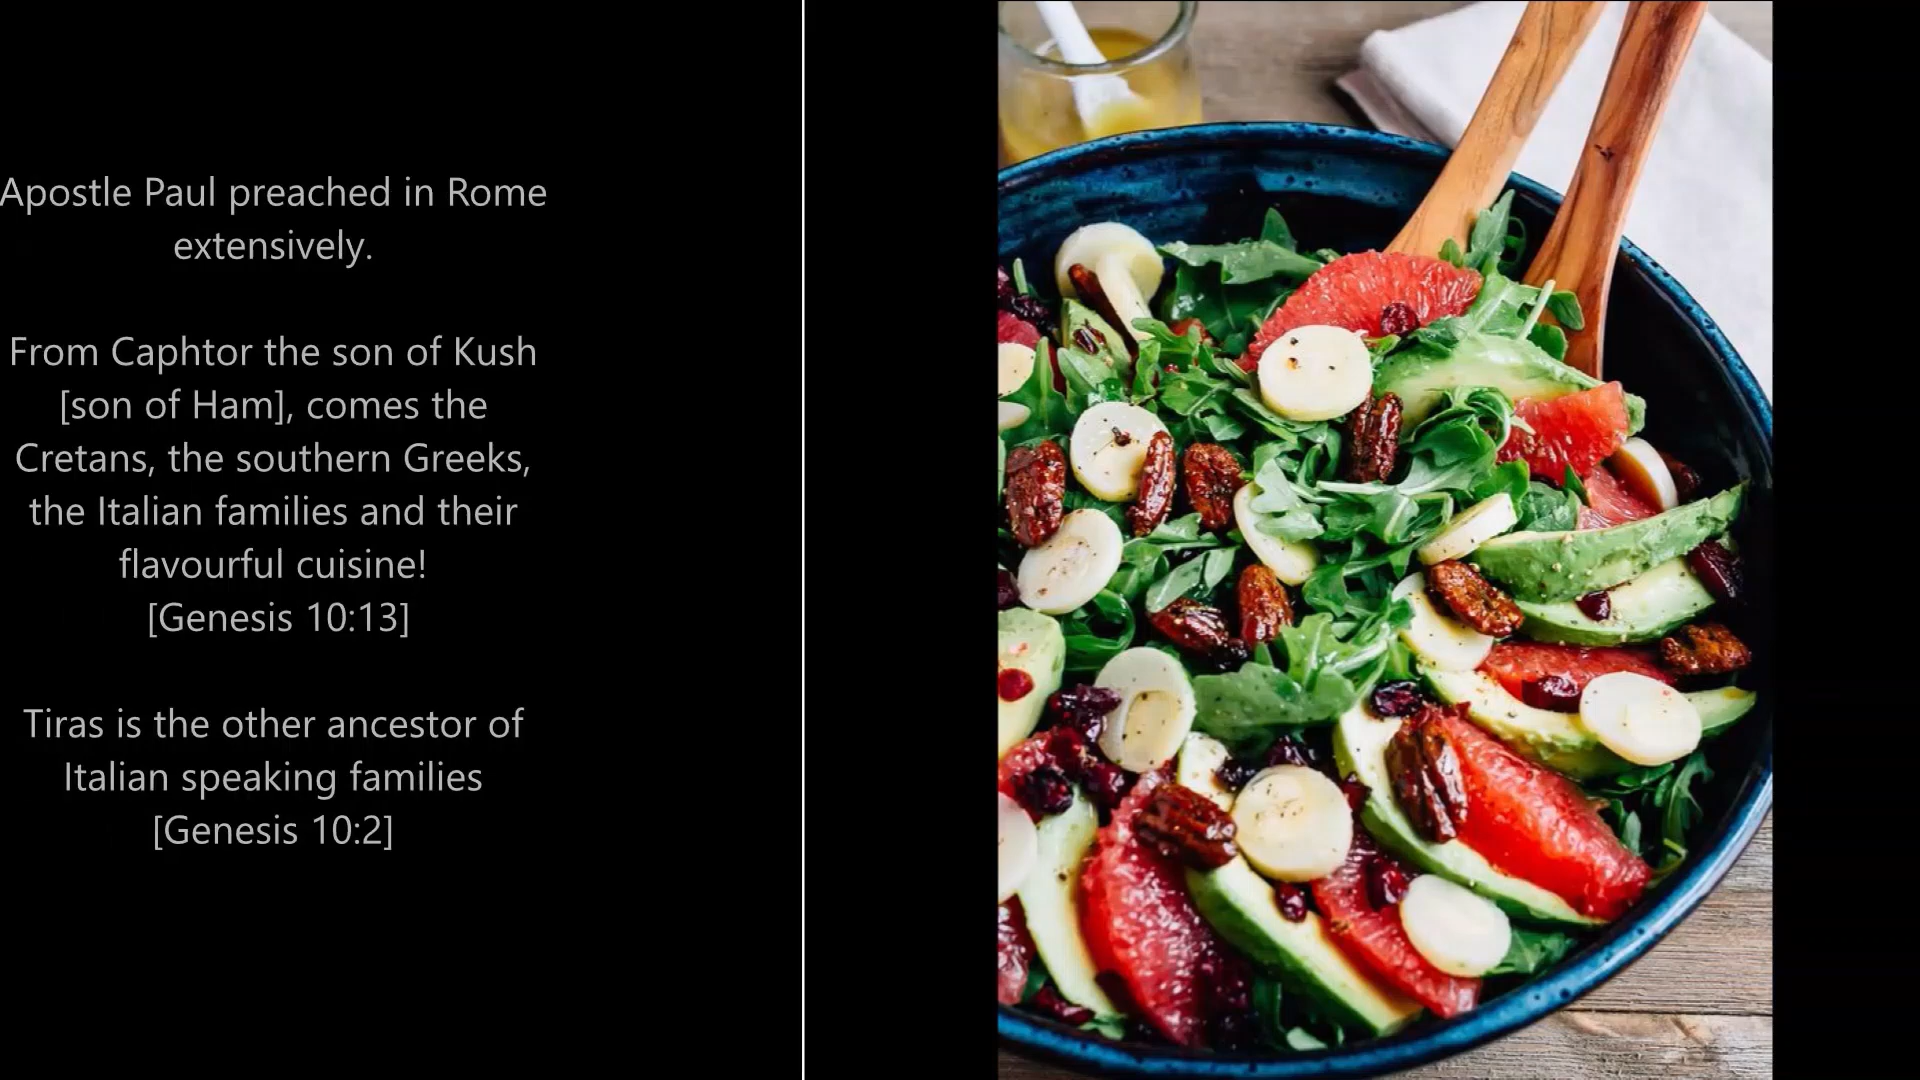 Apostle Paul preached in Rome
extensively.
From Caphtor the son of Kush
[son of Ham], comes the
Cretans, the southern Greeks,
the Italian families and their
flavourful cuisine!
[Genesis 10:13]
Tiras is the other ancestor of
Italian speaking families
[Genesis 10:2]